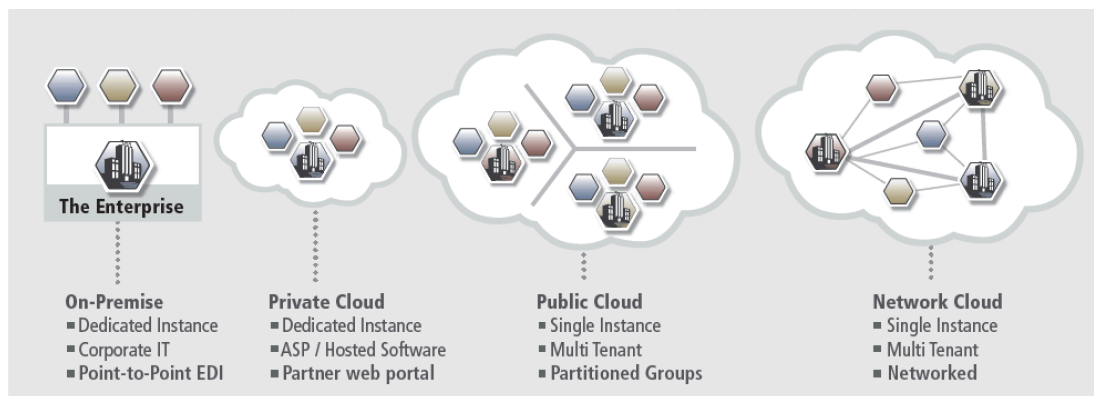 The Enterprise
On-Premise
Dedicated Instance
Corporate IT
Point-to-Point EDI
Private Cloud
Dedicated Instance
ASP / Hosted Software
Partner web portal
Public Cloud
Single Instance
Multi Tenant
Partitioned Groups
Network Cloud
Single Instance
Multi Tenant
Networked